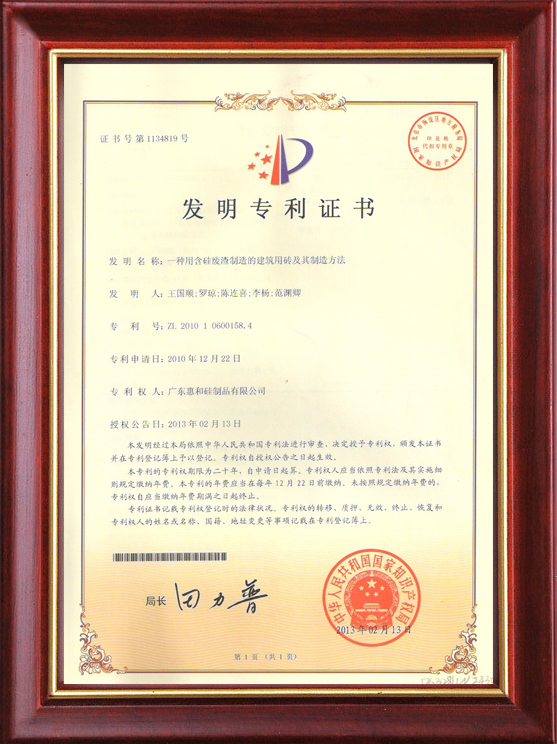 证书号第1134819号
发明专利证书
发 明 名 称：一种用含硅废渣制造的建筑用砖及其制造方法
发 明 人：王国顺;罗琼;陈连喜;李杨;范渊卿
专 利 号：ZL 2010 1 0600158.4
专利申请日：2010年12月22日
专 利 权 人：广东惠和硅制品有限公司
授权公告日：2013年02月13日
本发明经过本局依照中华人民共和国专利法进行审查，决定授予专利权，颁发本证书
并在专利登记簿上予以登记。专利权自授权公告之日起生效。
本专利的专利权期限为二十年，自申请日起算。专利权人应当依照专利法及其实施细
则规定缴纳年费。本专利的年费应当在每年12月22日前缴纳。未按照规定缴纳年费的，
专利权自应当缴纳年费期满之日起终止。
专利证书记载专利权登记时的法律状况。专利权的转移、质押、无效、终止、恢复和
专利权人的姓名或名称、国籍、地址变更等事项记载在专利登记簿上。
局长 田力普
中华人民共和国国家知识产权局
2013年02月13日
第1页（共1页）